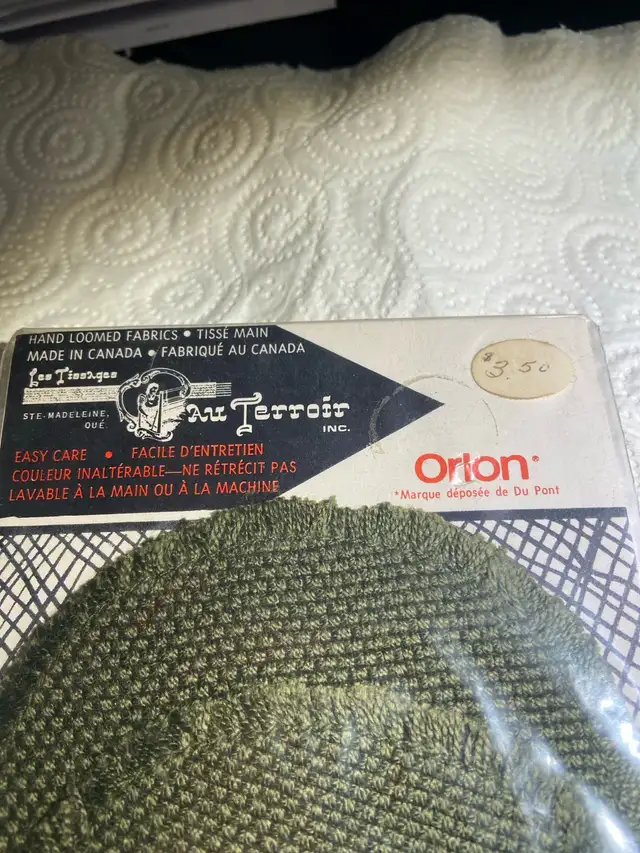 HAND LOOMED FABRICS • TISSÉ MAIN
MADE IN CANADA • FABRIQUÉ AU CANADA
Les Tissages
Au Terroir
INC.
STE-MADELEINE,
QUÉ.
EASY CARE • FACILE D'ENTRETIEN
COULEUR INALTÉRABLE—NE RÉTRÉCIT PAS
LAVABLE À LA MAIN OU À LA MACHINE
$3.50
Orlon*
*Marque déposée de Du Pont